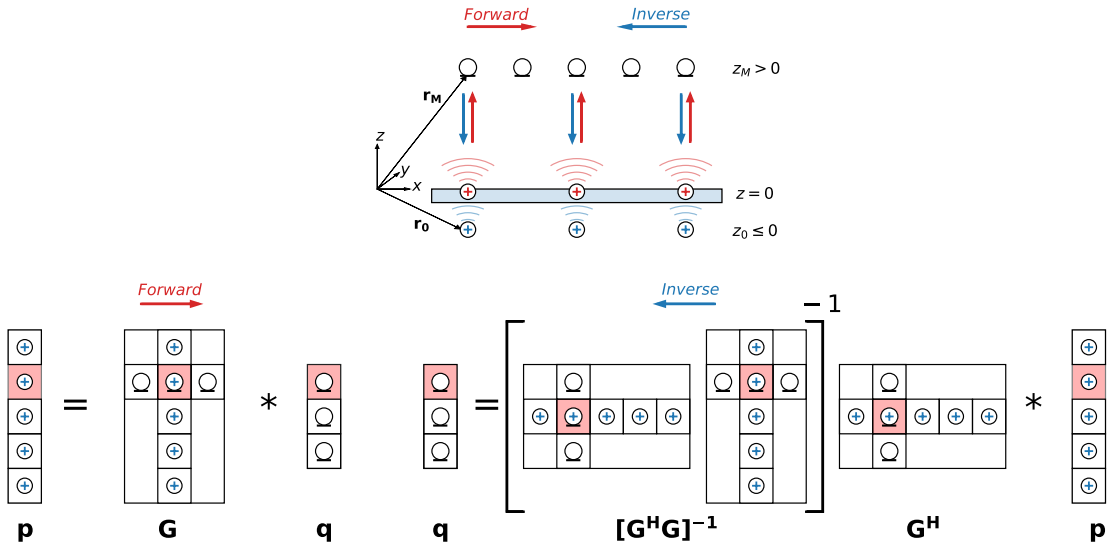 Forward Inverse
z_M > 0
r_M
z
y
x
z = 0
r_0
z_0 ≤ 0
Forward Inverse
−1
= * = *
p G q q [G^H G]^−1 G^H p